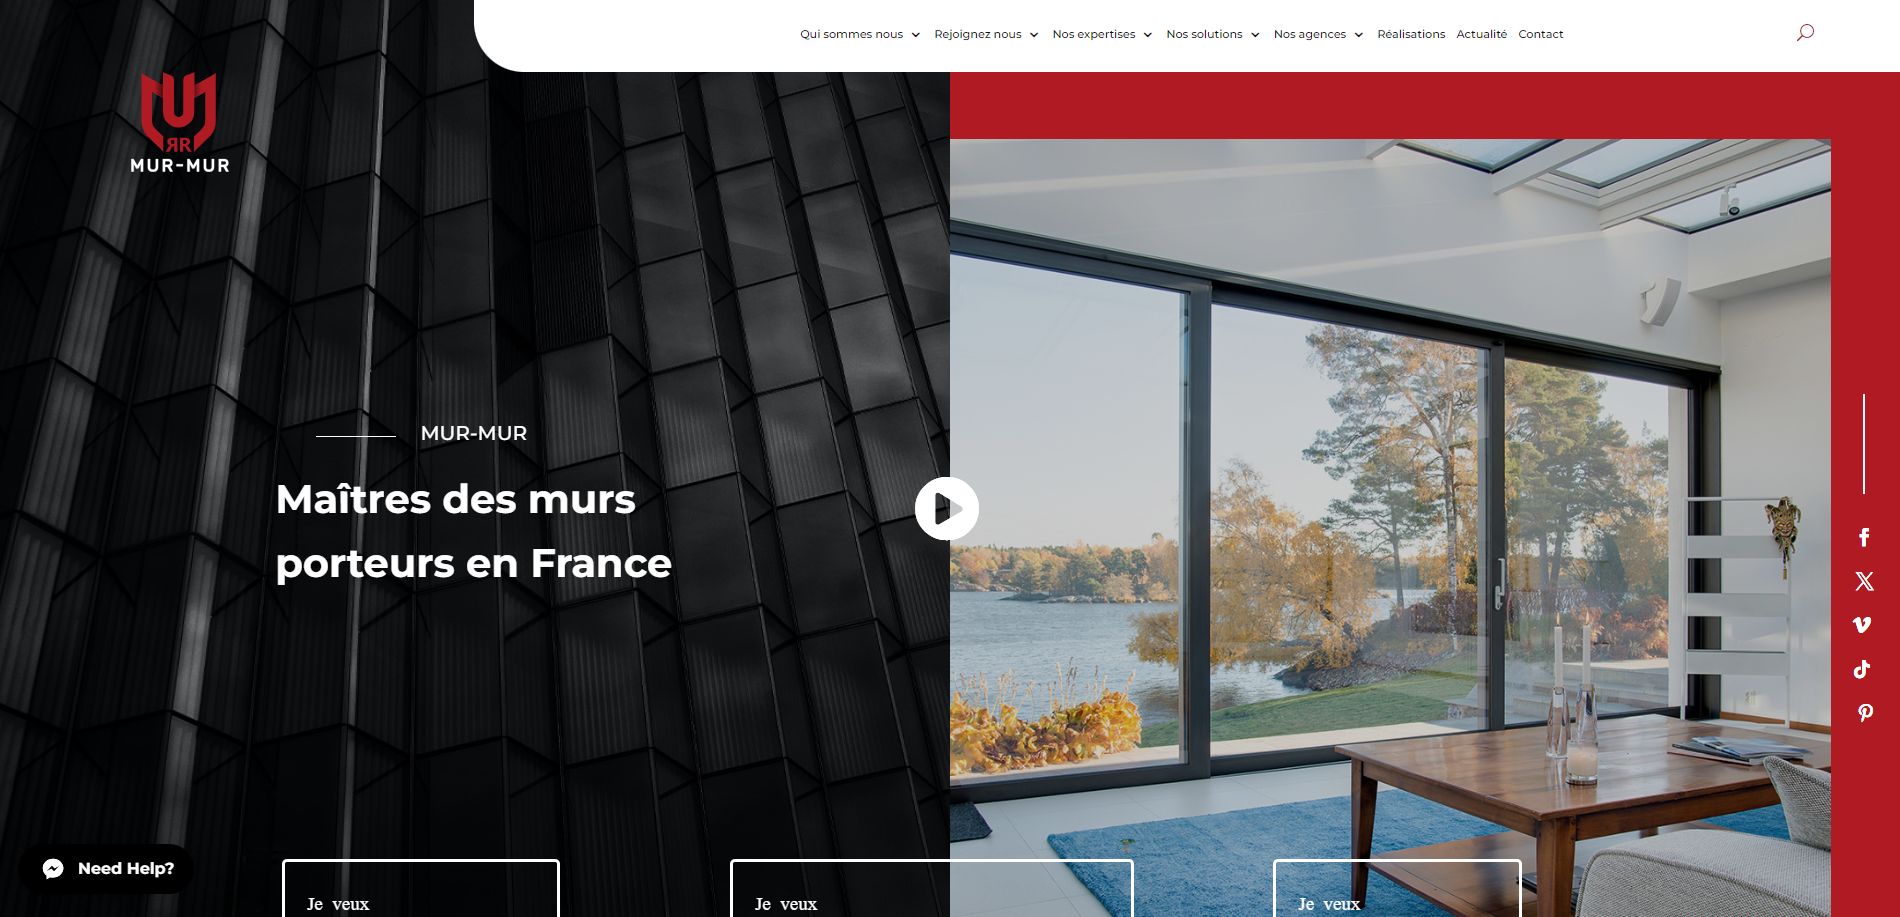 Qui sommes nous
Rejoignez nous
Nos expertises
Nos solutions
Nos agences
Réalisations
Actualité
Contact
MUR-MUR
MUR-MUR
Maîtres des murs
porteurs en France
Need Help?
Je veux
Je veux
Je veux